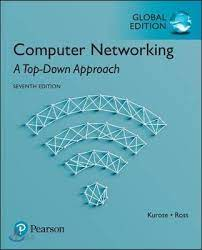 GLOBAL
EDITION
Computer Networking
A Top-Down Approach
SEVENTH EDITION
Kurose • Ross
Pearson